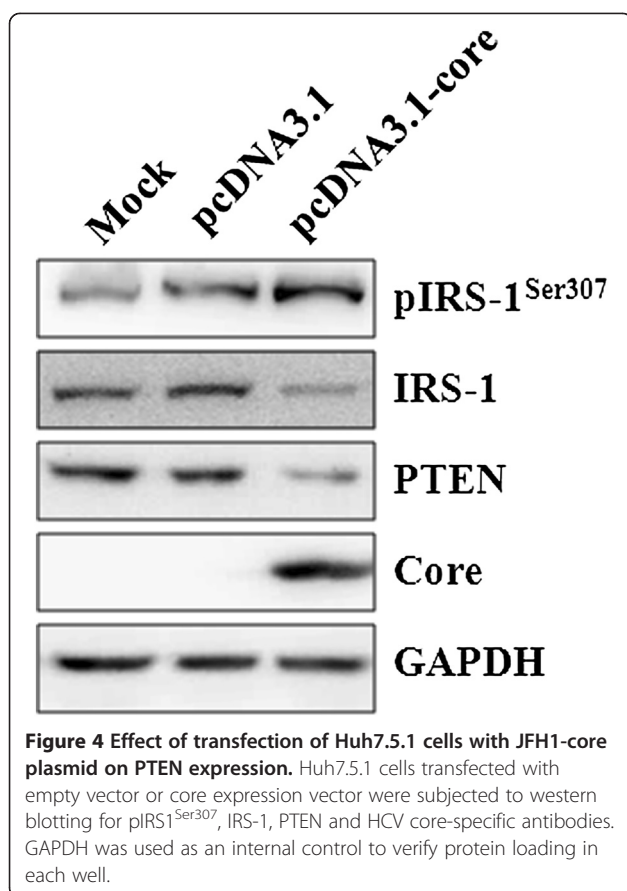 Mock
pcDNA3.1
pcDNA3.1-core
pIRS-1Ser307
IRS-1
PTEN
Core
GAPDH
Figure 4 Effect of transfection of Huh7.5.1 cells with JFH1-core
plasmid on PTEN expression. Huh7.5.1 cells transfected with
empty vector or core expression vector were subjected to western
blotting for pIRS1Ser307, IRS-1, PTEN and HCV core-specific antibodies.
GAPDH was used as an internal control to verify protein loading in
each well.